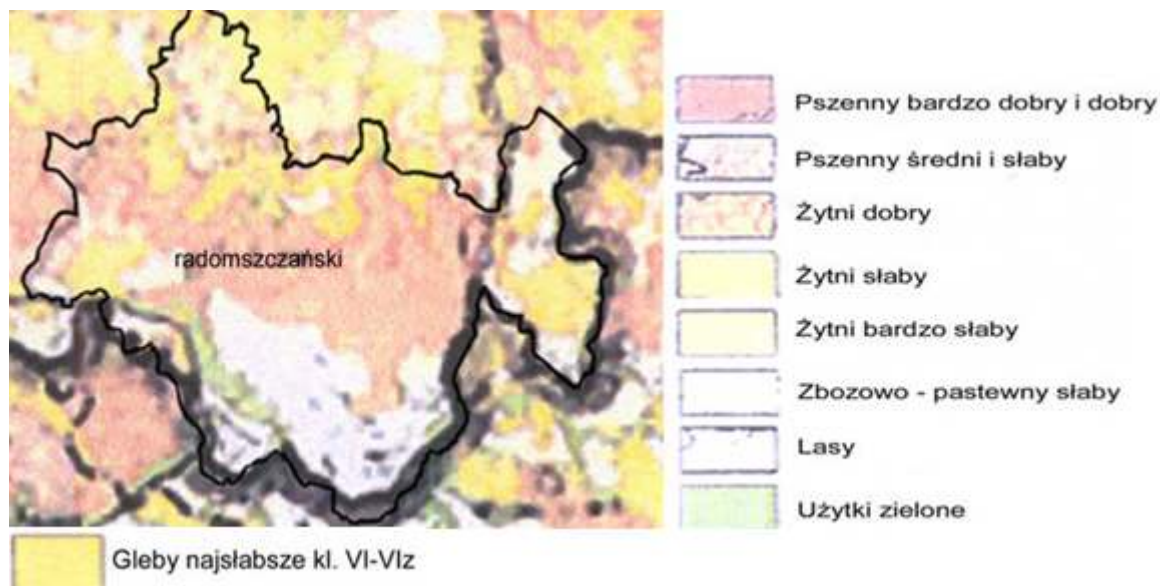 radomszczański
Pszenny bardzo dobry i dobry
Pszenny średni i słaby
Żytni dobry
Żytni słaby
Żytni bardzo słaby
Zbozowo - pastewny słaby
Lasy
Użytki zielone
Gleby najsłabsze kl. VI-VIz